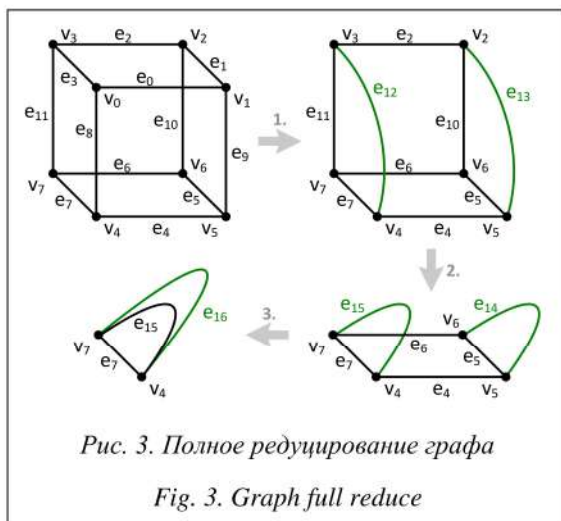 v3 e2 v2 v3 e2 v2
e3 e0 e1
v0 v1 e12 e13
e11 e8 e10 e9 1. e11 e10
e6 v6 e6 v6
v7 e7 e5 v7 e7 e5
v4 e4 v5 v4 e4 v5
2.
e15 e16 3. e15 v6 e14
v7 e7 v7 e7 e6 e5
v4 v4 e4 v5
Рис. 3. Полное редуцирование графа
Fig. 3. Graph full reduce